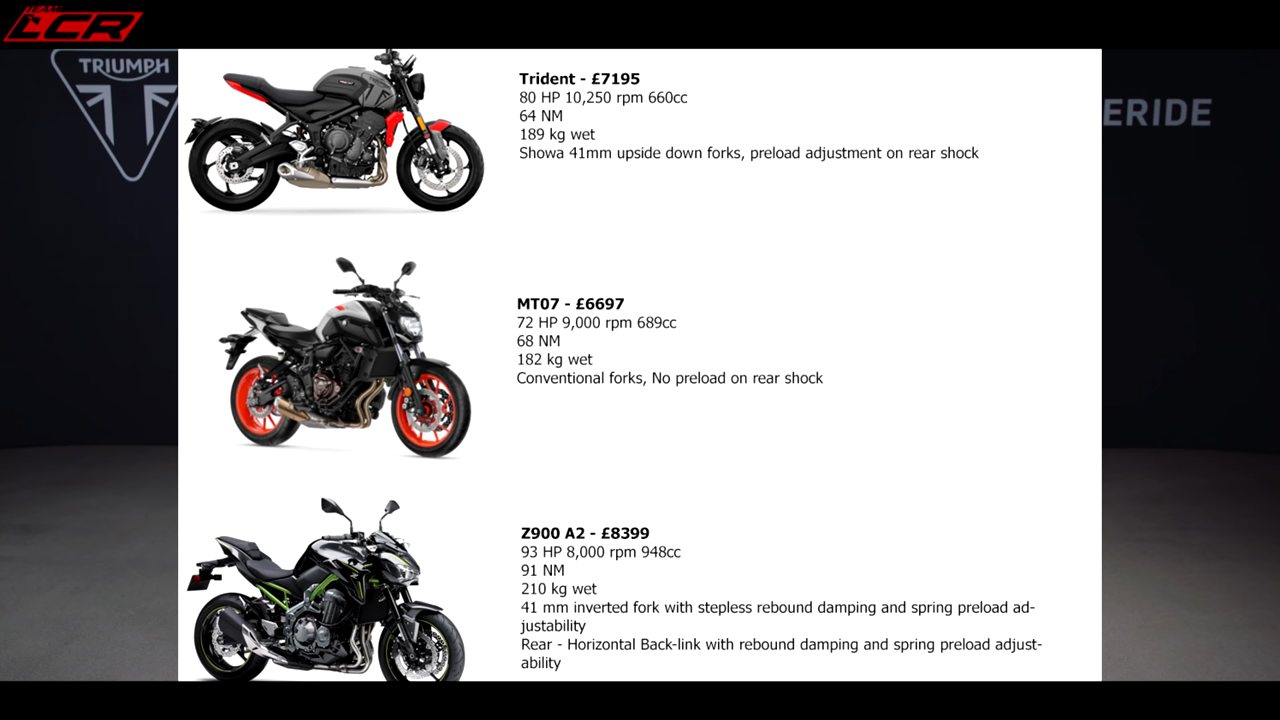 TEAM
LCR
TRIUMPH
ERIDE
Trident - £7195
80 HP 10,250 rpm 660cc
64 NM
189 kg wet
Showa 41mm upside down forks, preload adjustment on rear shock
MT07 - £6697
72 HP 9,000 rpm 689cc
68 NM
182 kg wet
Conventional forks, No preload on rear shock
Z900 A2 - £8399
93 HP 8,000 rpm 948cc
91 NM
210 kg wet
41 mm inverted fork with stepless rebound damping and spring preload ad-
justability
Rear - Horizontal Back-link with rebound damping and spring preload adjust-
ability